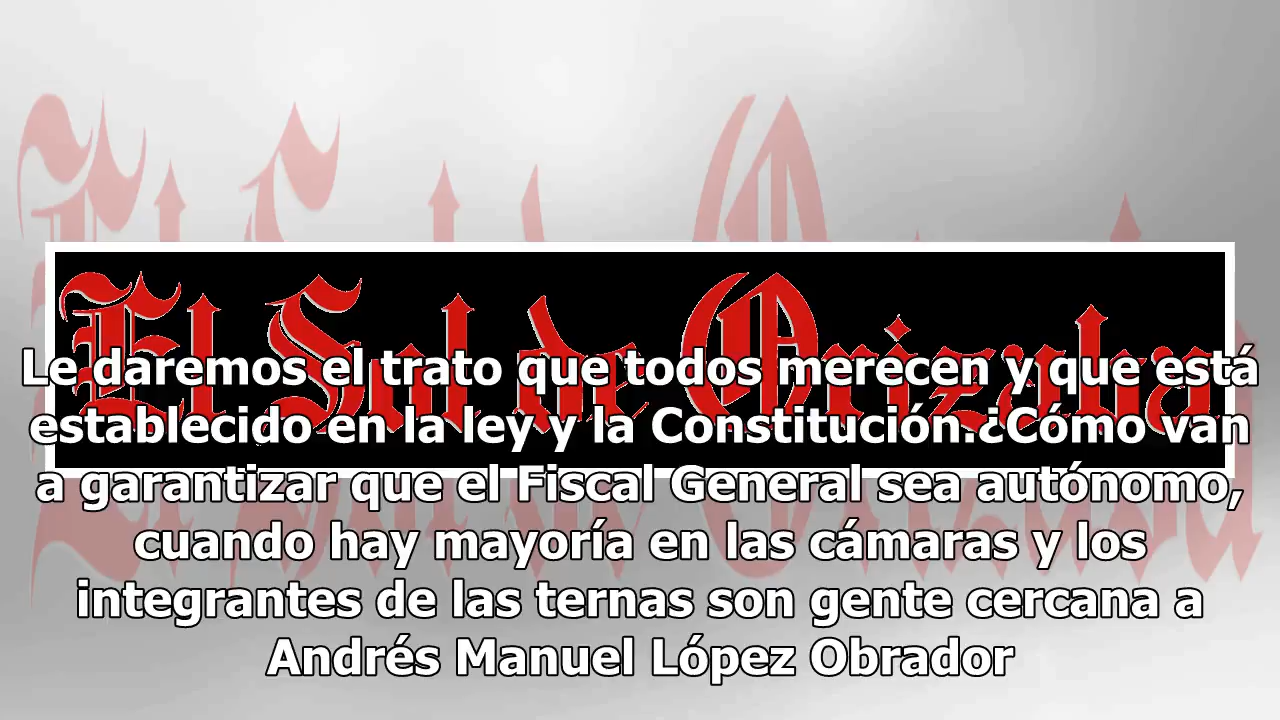 El Sol de Orizaba
Le daremos el trato que todos merecen y que está
establecido en la ley y la Constitución.¿Cómo van
a garantizar que el Fiscal General sea autónomo,
cuando hay mayoría en las cámaras y los
integrantes de las ternas son gente cercana a
Andrés Manuel López Obrador